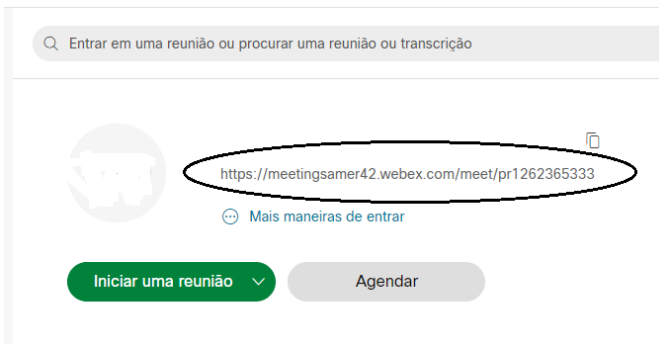 Entrar em uma reunião ou procurar uma reunião ou transcrição
https://meetingsamer42.webex.com/meet/pr1262365333
Mais maneiras de entrar
Iniciar uma reunião
Agendar